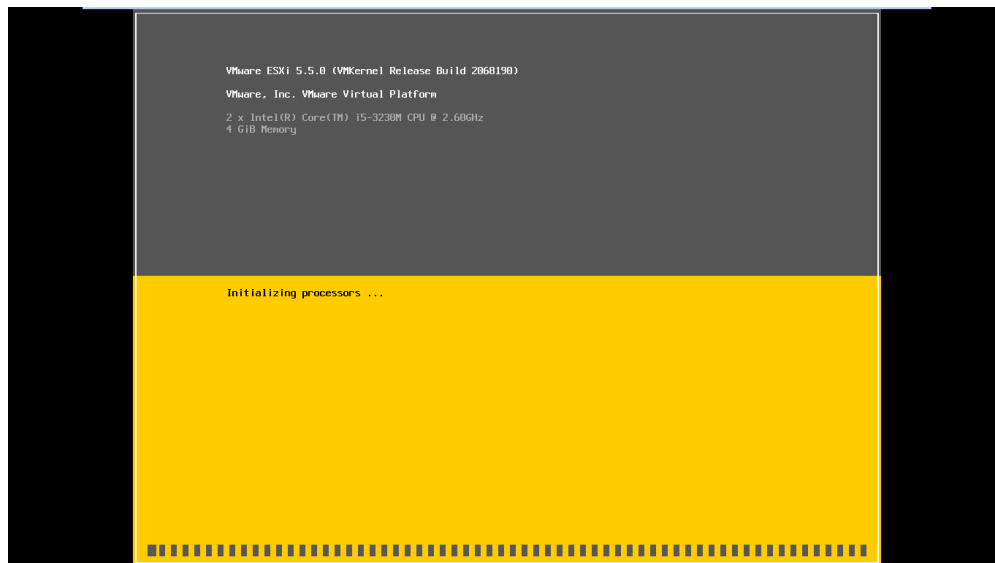 VMware ESXi 5.5.0 (VMKernel Release Build 2068190)
VMware, Inc. VMware Virtual Platform
2 x Intel(R) Core(TM) i5-3230M CPU @ 2.60GHz
4 GiB Memory
Initializing processors ...